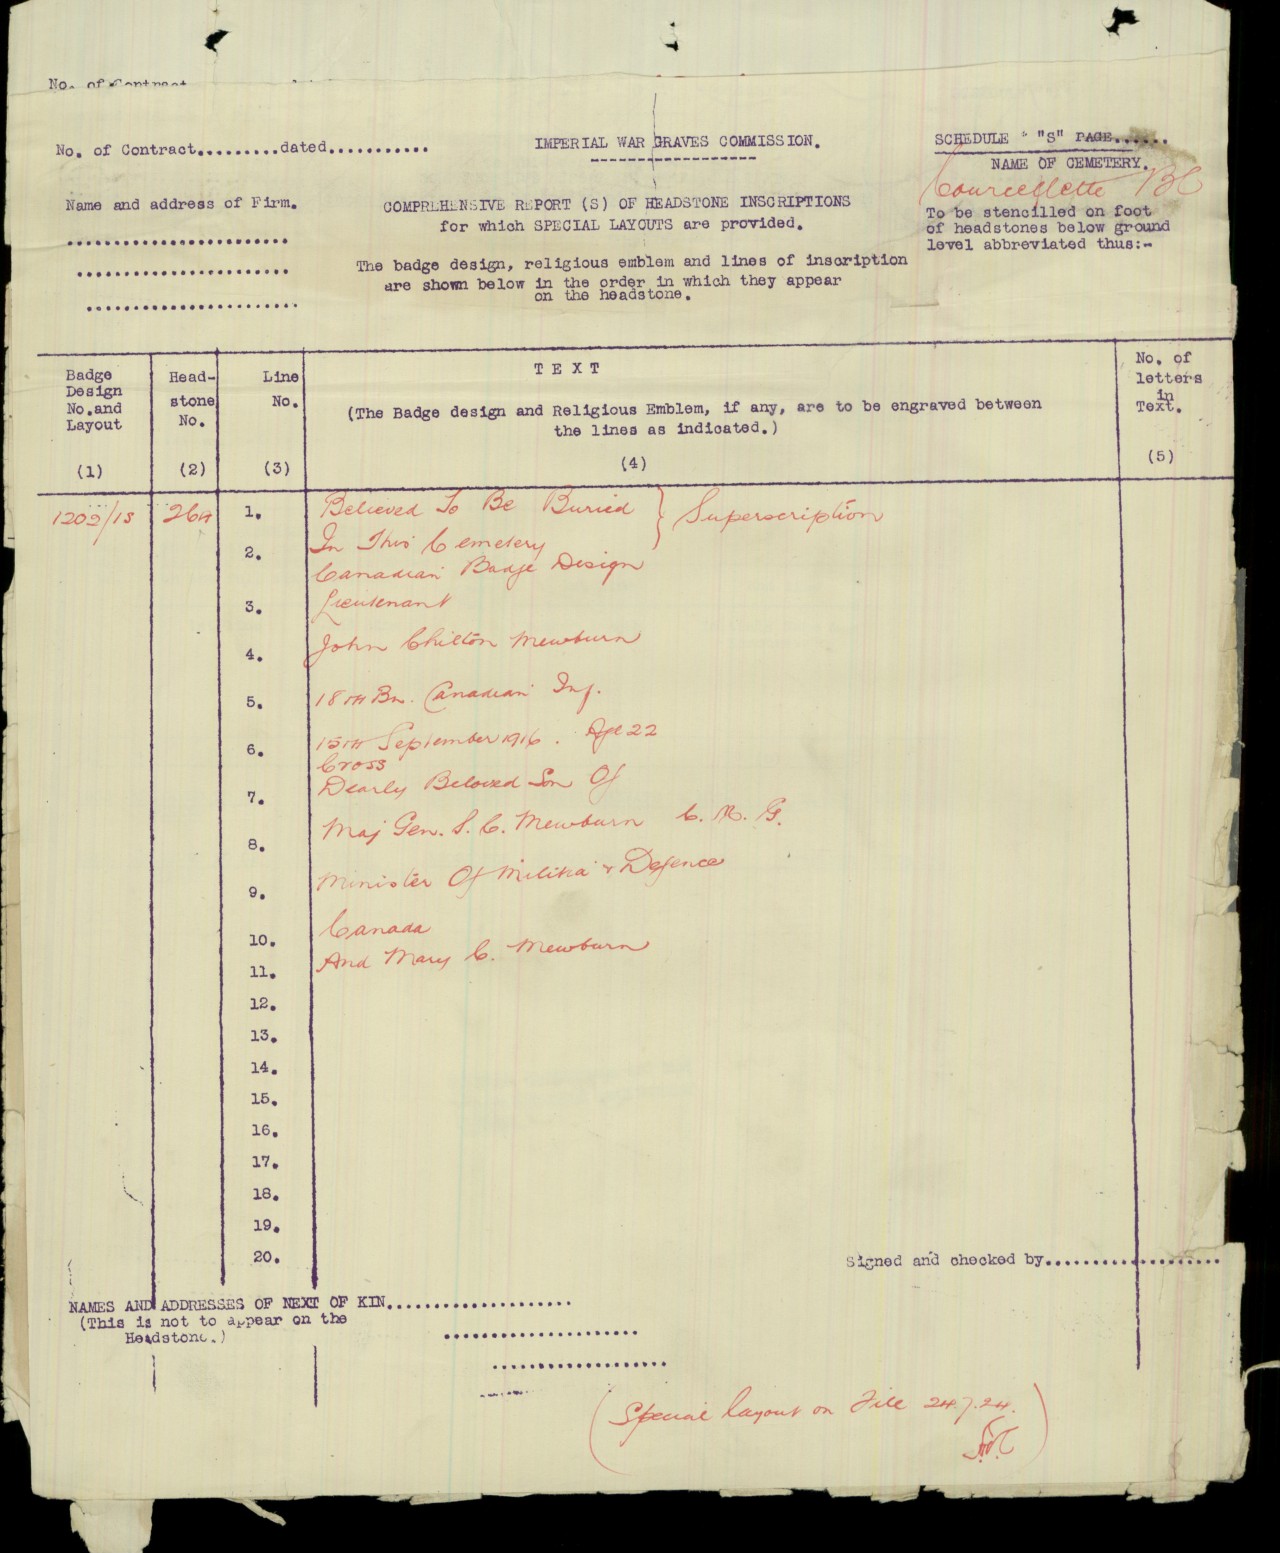 No. of Contract
No. of Contract.........dated...........
IMPERIAL WAR GRAVES COMMISSION.
SCHEDULE "S" PAGE......
NAME OF CEMETERY.
Courcelette BC
To be stencilled on foot
of headstones below ground
level abbreviated thus:-
Name and address of Firm.
COMPREHENSIVE REPORT (S) OF HEADSTONE INSCRIPTIONS
for which SPECIAL LAYOUTS are provided.
The badge design, religious emblem and lines of inscription
are shown below in the order in which they appear
on the headstone.
Badge
Design
No.and
Layout
(1)
Head-
stone
No.
(2)
Line
No.
(3)
TEXT
(The Badge design and Religious Emblem, if any, are to be engraved between
the lines as indicated.)
(4)
No. of
letters
in
Text.
(5)
1202/15 26A 1. Believed To Be Buried } Superscription
2. In This Cemetery
Canadian Badge Design
3. Lieutenant
4. John Chilton Mewburn
5. 18TH Bn. Canadian Inf.
6. 15TH September 1916. Age 22
Cross
7. Dearly Beloved Son Of
8. Maj Gen. S. C. Mewburn C. M. G.
9. Minister Of Militia & Defence
10. Canada
11. And Mary C. Mewburn
12.
13.
14.
15.
16.
17.
18.
19.
20.
Signed and checked by...................
NAMES AND ADDRESSES OF NEXT OF KIN....................
(This is not to appear on the
Headstone.)
(Special layout on File 24.7.24.